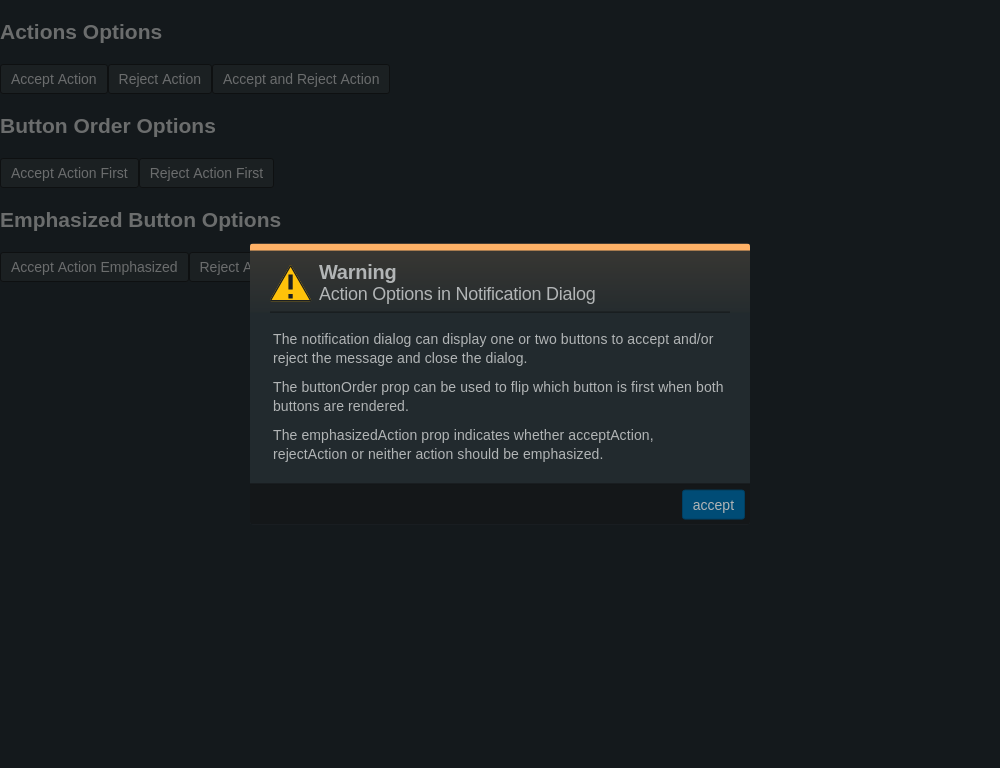 Actions Options
Accept Action Reject Action Accept and Reject Action
Button Order Options
Accept Action First Reject Action First
Emphasized Button Options
Accept Action Emphasized Reject A
Warning
Action Options in Notification Dialog
The notification dialog can display one or two buttons to accept and/or
reject the message and close the dialog.
The buttonOrder prop can be used to flip which button is first when both
buttons are rendered.
The emphasizedAction prop indicates whether acceptAction,
rejectAction or neither action should be emphasized.
accept